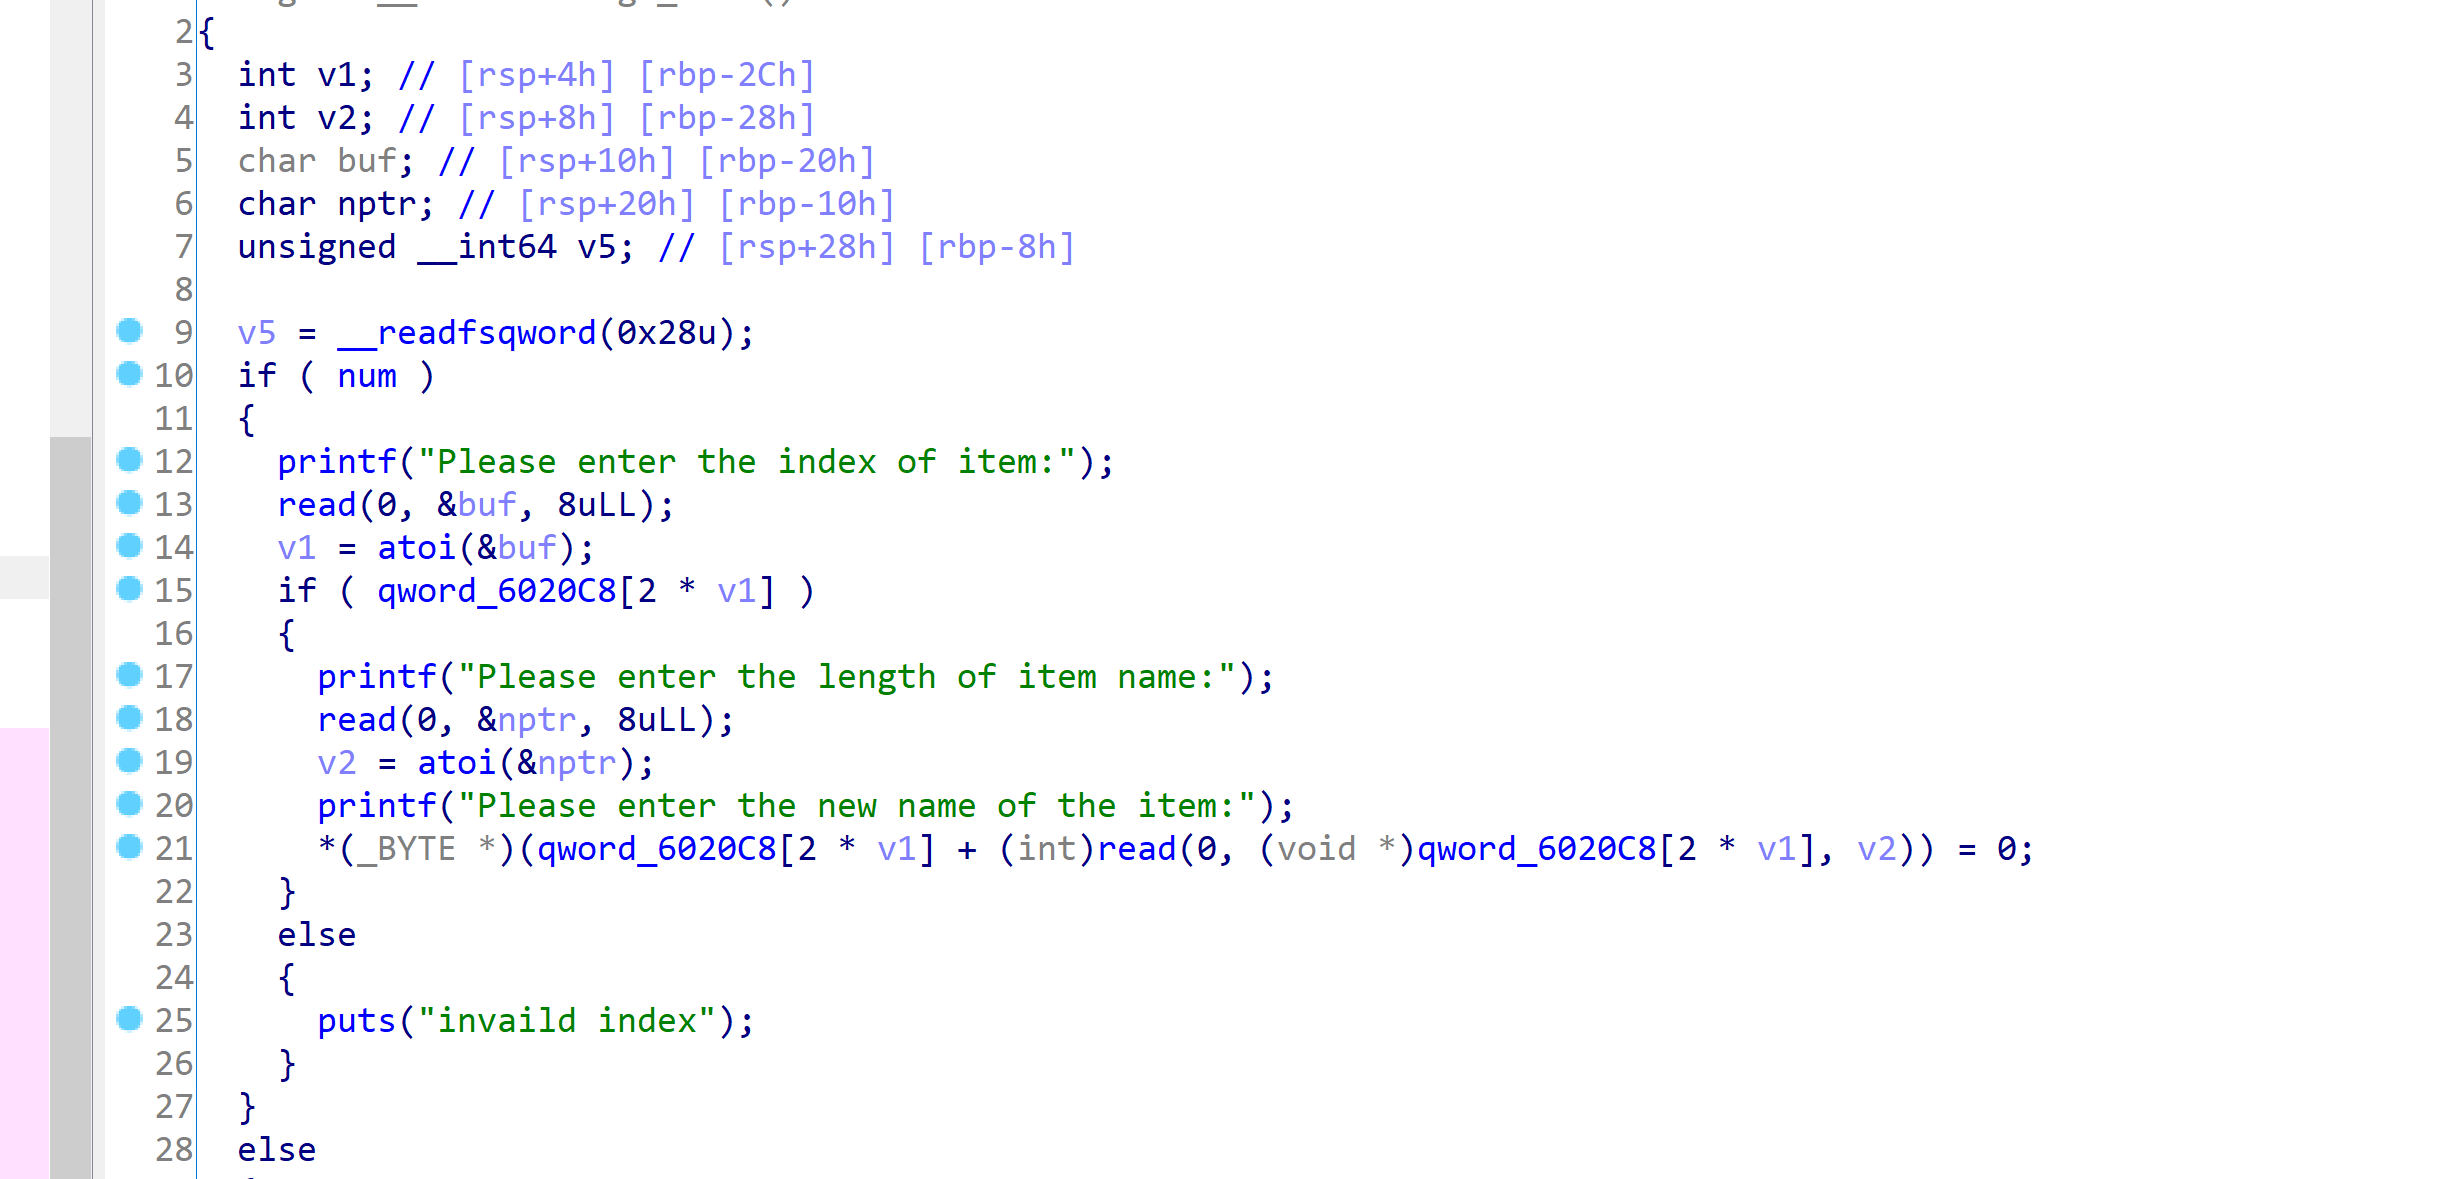 2 {
3 int v1; // [rsp+4h] [rbp-2Ch]
4 int v2; // [rsp+8h] [rbp-28h]
5 char buf; // [rsp+10h] [rbp-20h]
6 char nptr; // [rsp+20h] [rbp-10h]
7 unsigned __int64 v5; // [rsp+28h] [rbp-8h]
8
9 v5 = __readfsqword(0x28u);
10 if ( num )
11 {
12 printf("Please enter the index of item:");
13 read(0, &buf, 8uLL);
14 v1 = atoi(&buf);
15 if ( qword_6020C8[2 * v1] )
16 {
17 printf("Please enter the length of item name:");
18 read(0, &nptr, 8uLL);
19 v2 = atoi(&nptr);
20 printf("Please enter the new name of the item:");
21 *(_BYTE *)(qword_6020C8[2 * v1] + (int)read(0, (void *)qword_6020C8[2 * v1], v2)) = 0;
22 }
23 else
24 {
25 puts("invaild index");
26 }
27 }
28 else